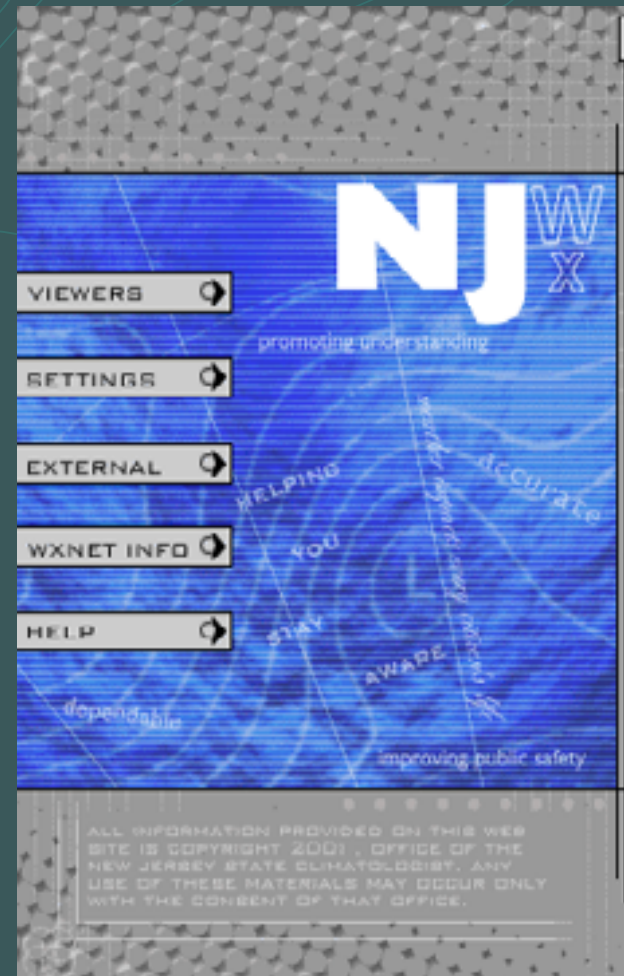 NJ W
x
promoting understanding
VIEWERS
SETTINGS
EXTERNAL
WXNET INFO
HELP
accurate
HELPING
YOU
STAY
AWARE
dependable
improving public safety
ALL INFORMATION PROVIDED ON THIS WEB
SITE IS COPYRIGHT 2001 , OFFICE OF THE
NEW JERSEY STATE CLIMATOLOGIST. ANY
USE OF THESE MATERIALS MAY OCCUR ONLY
WITH THE CONSENT OF THAT OFFICE.